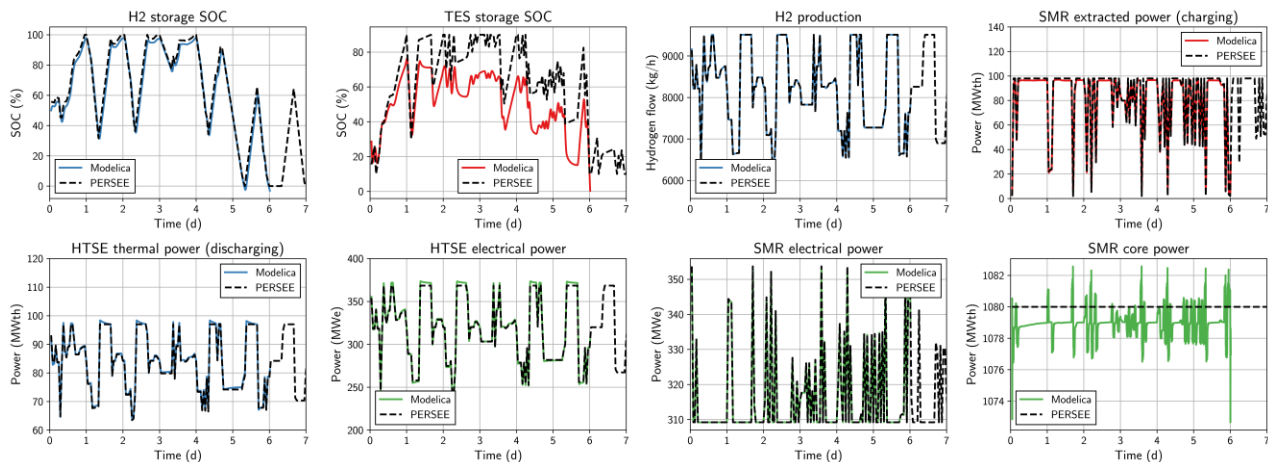 H2 storage SOC
SOC (%)
100
80
60
40
20
0
Modelica
PERSEE
0 1 2 3 4 5 6 7
Time (d)
TES storage SOC
SOC (%)
80
60
40
20
0
Modelica
PERSEE
0 1 2 3 4 5 6 7
Time (d)
H2 production
Hydrogen flow (kg/h)
9000
8000
7000
6000
Modelica
PERSEE
0 1 2 3 4 5 6 7
Time (d)
SMR extracted power (charging)
Power (MWth)
140
120
100
80
60
40
20
0
Modelica
PERSEE
0 1 2 3 4 5 6 7
Time (d)
HTSE thermal power (discharging)
Power (MWth)
120
110
100
90
80
70
60
Modelica
PERSEE
0 1 2 3 4 5 6 7
Time (d)
HTSE electrical power
Power (MWe)
400
350
300
250
200
Modelica
PERSEE
0 1 2 3 4 5 6 7
Time (d)
SMR electrical power
Power (MWe)
350
340
330
320
310
Modelica
PERSEE
0 1 2 3 4 5 6 7
Time (d)
SMR core power
Power (MWth)
1082
1080
1078
1076
1074
Modelica
PERSEE
0 1 2 3 4 5 6 7
Time (d)